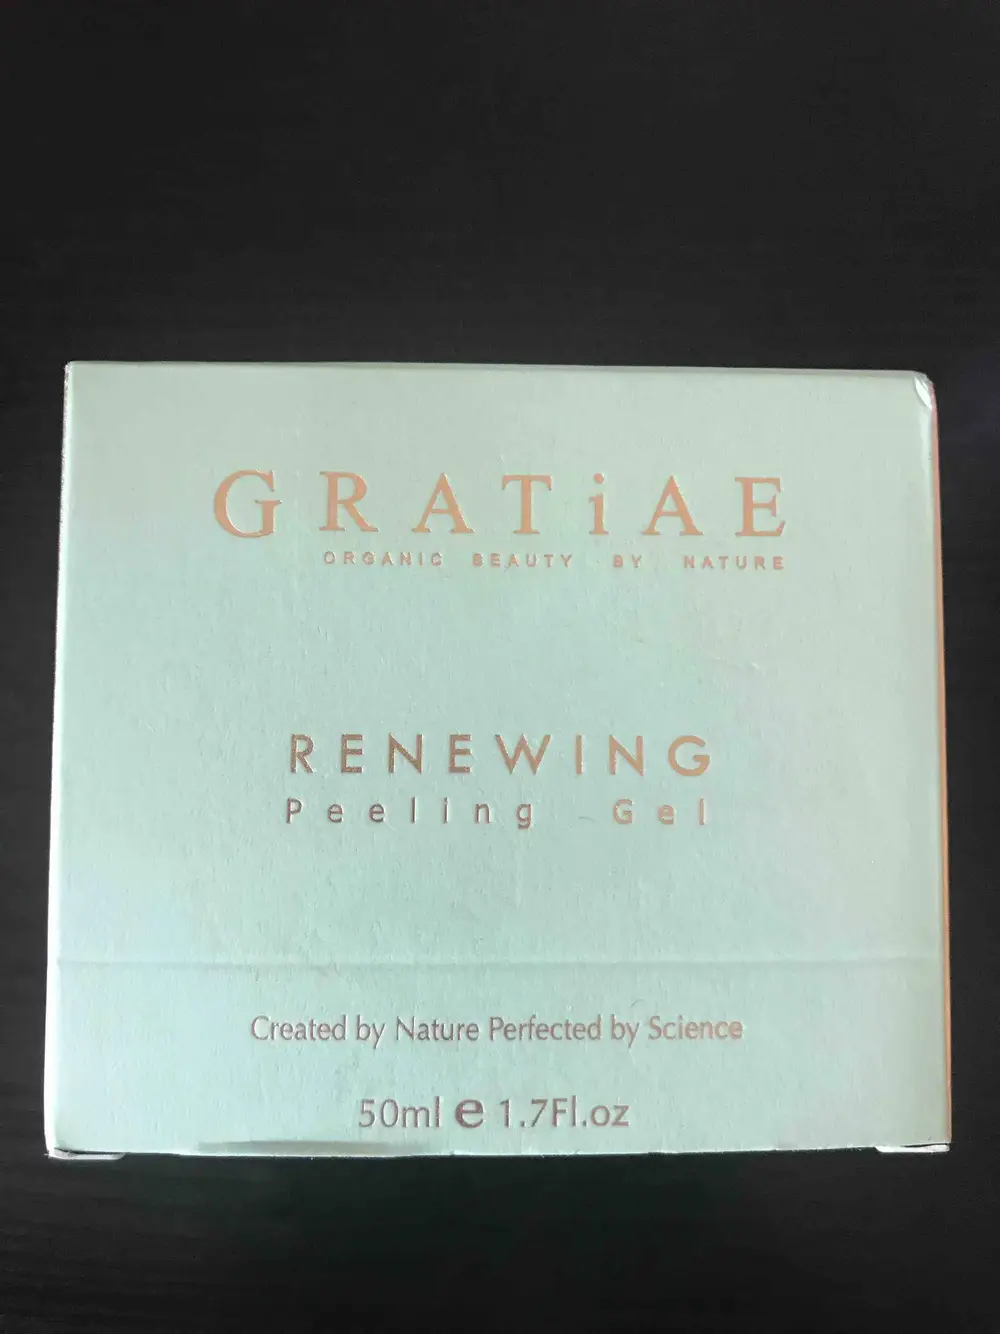 GRATiAE
ORGANIC BEAUTY BY NATURE
RENEWING
Peeling Gel
Created by Nature Perfected by Science
50ml e 1.7Fl.oz